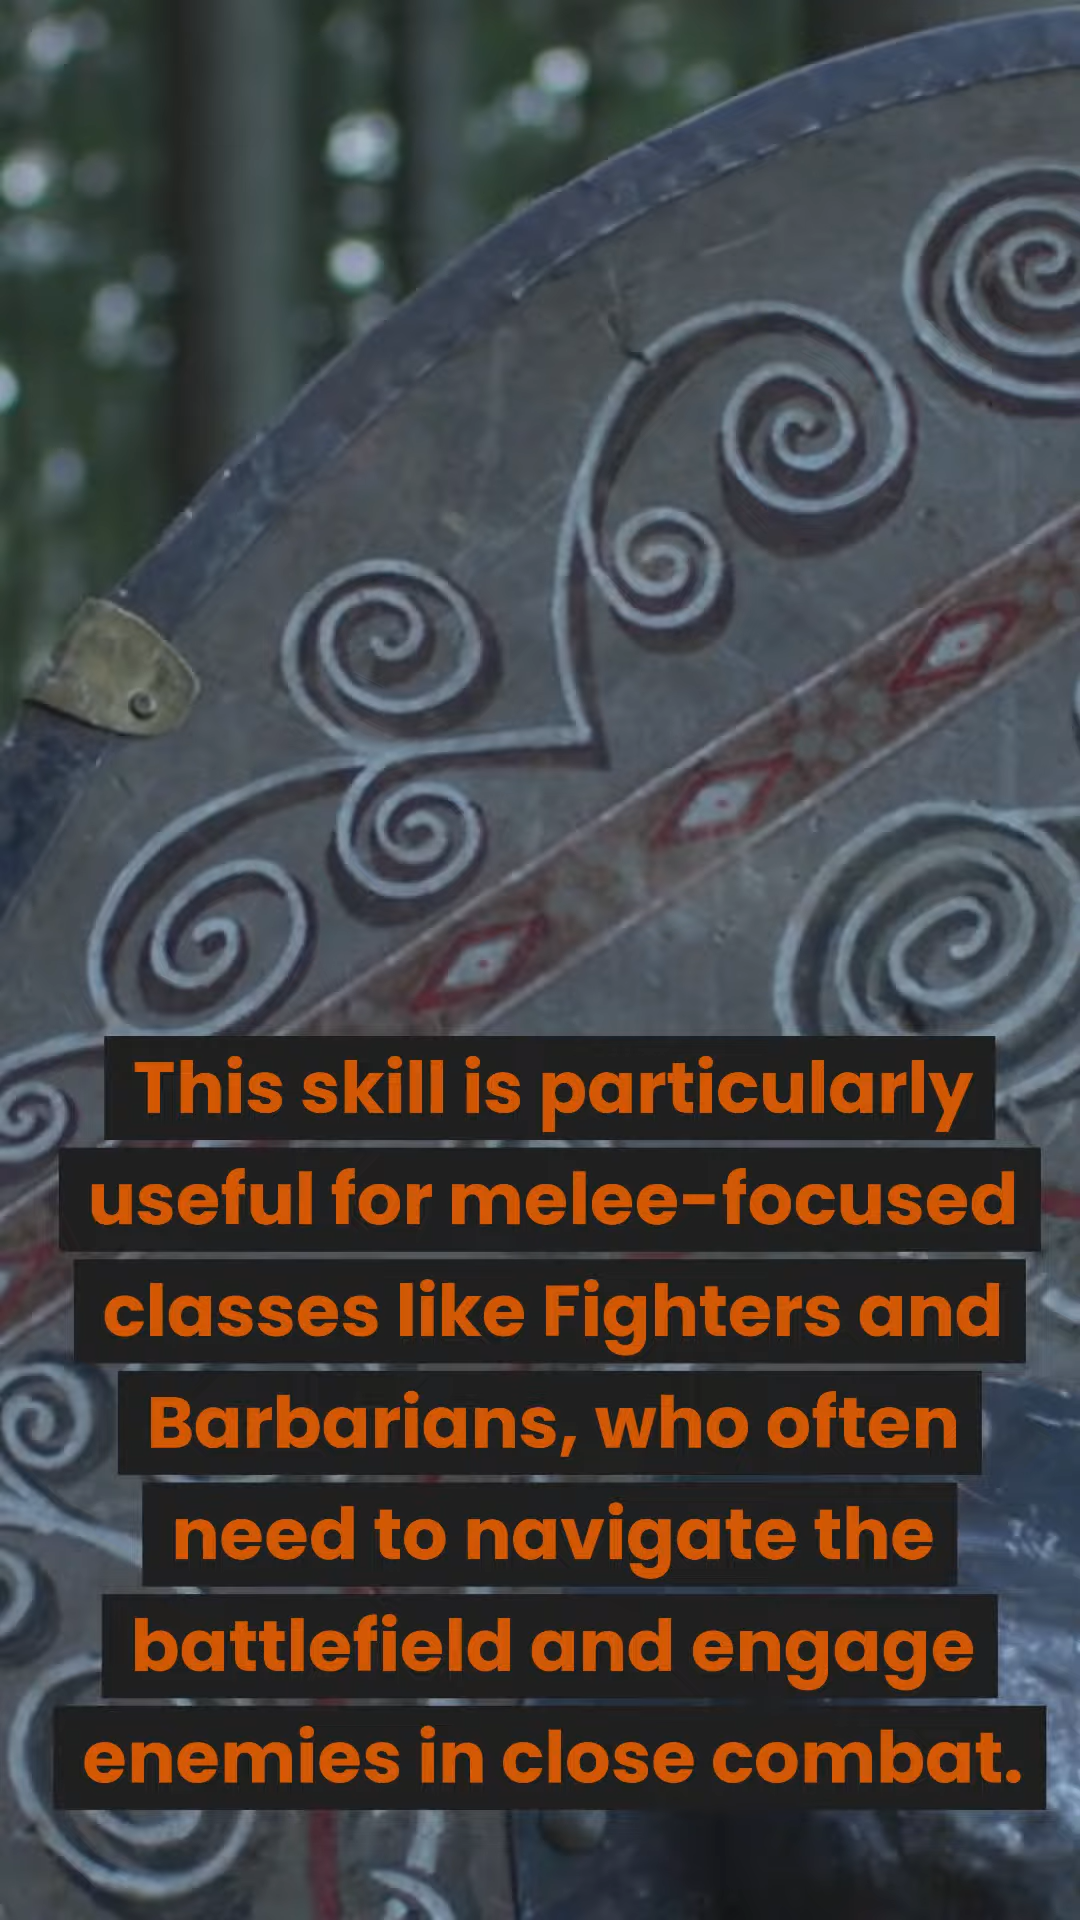 This skill is particularly
useful for melee-focused
classes like Fighters and
Barbarians, who often
need to navigate the
battlefield and engage
enemies in close combat.